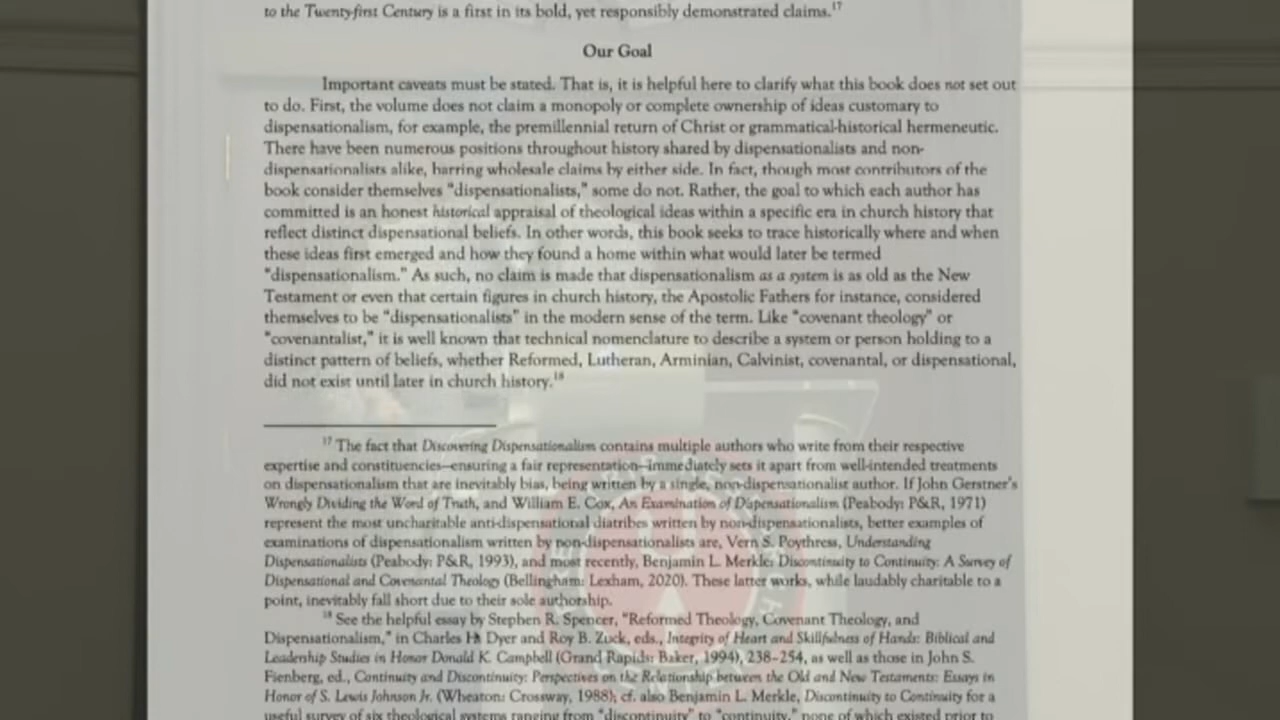 to the Twenty-first Century is a first in its bold, yet responsibly demonstrated claims.17
Our Goal
Important caveats must be stated. That is, it is helpful here to clarify what this book does not set out
to do. First, the volume does not claim a monopoly or complete ownership of ideas customary to
dispensationalism, for example, the premillennial return of Christ or grammatical-historical hermeneutic.
There have been numerous positions throughout history shared by dispensationalists and non-
dispensationalists alike, barring wholesale claims by either side. In fact, though most contributors of the
book consider themselves "dispensationalists," some do not. Rather, the goal to which each author has
committed is an honest historical appraisal of theological ideas within a specific era in church history that
reflect distinct dispensational beliefs. In other words, this book seeks to trace historically where and when
these ideas first emerged and how they found a home within what would later be termed
"dispensationalism." As such, no claim is made that dispensationalism as a system is as old as the New
Testament or even that certain figures in church history, the Apostolic Fathers for instance, considered
themselves to be "dispensationalists" in the modern sense of the term. Like "covenant theology" or
"covenantalist," it is well known that technical nomenclature to describe a system or person holding to a
distinct pattern of beliefs, whether Reformed, Lutheran, Arminian, Calvinist, covenantal, or dispensational,
did not exist until later in church history.18
17 The fact that Discovering Dispensationalism contains multiple authors who write from their respective
expertise and constituencies—ensuring a fair representation—immediately sets it apart from well-intended treatments
on dispensationalism that are inevitably bias, being written by a single, non-dispensationalist author. If John Gerstner's
Wrongly Dividing the Word of Truth, and William E. Cox, An Examination of Dispensationalism (Peabody: P&R, 1971)
represent the most uncharitable anti-dispensational diatribes written by non-dispensationalists, better examples of
examinations of dispensationalism written by non-dispensationalists are, Vern S. Poythress, Understanding
Dispensationalists (Peabody: P&R, 1993), and most recently, Benjamin L. Merkle: Discontinuity to Continuity: A Survey of
Dispensational and Covenantal Theology (Bellingham: Lexham, 2020). These latter works, while laudably charitable to a
point, inevitably fall short due to their sole authorship.
18 See the helpful essay by Stephen R. Spencer, "Reformed Theology, Covenant Theology, and
Dispensationalism," in Charles H. Dyer and Roy B. Zuck, eds., Integrity of Heart and Skillfulness of Hands: Biblical and
Leadership Studies in Honor Donald K. Campbell (Grand Rapids: Baker, 1994), 238–254, as well as those in John S.
Fienberg, ed., Continuity and Discontinuity: Perspectives on the Relationship between the Old and New Testaments: Essays in
Honor of S. Lewis Johnson Jr. (Wheaton: Crossway, 1988); cf. also Benjamin L. Merkle, Discontinuity to Continuity for a
useful survey of six theological systems ranging from "discontinuity" to "continuity," none of which existed prior to